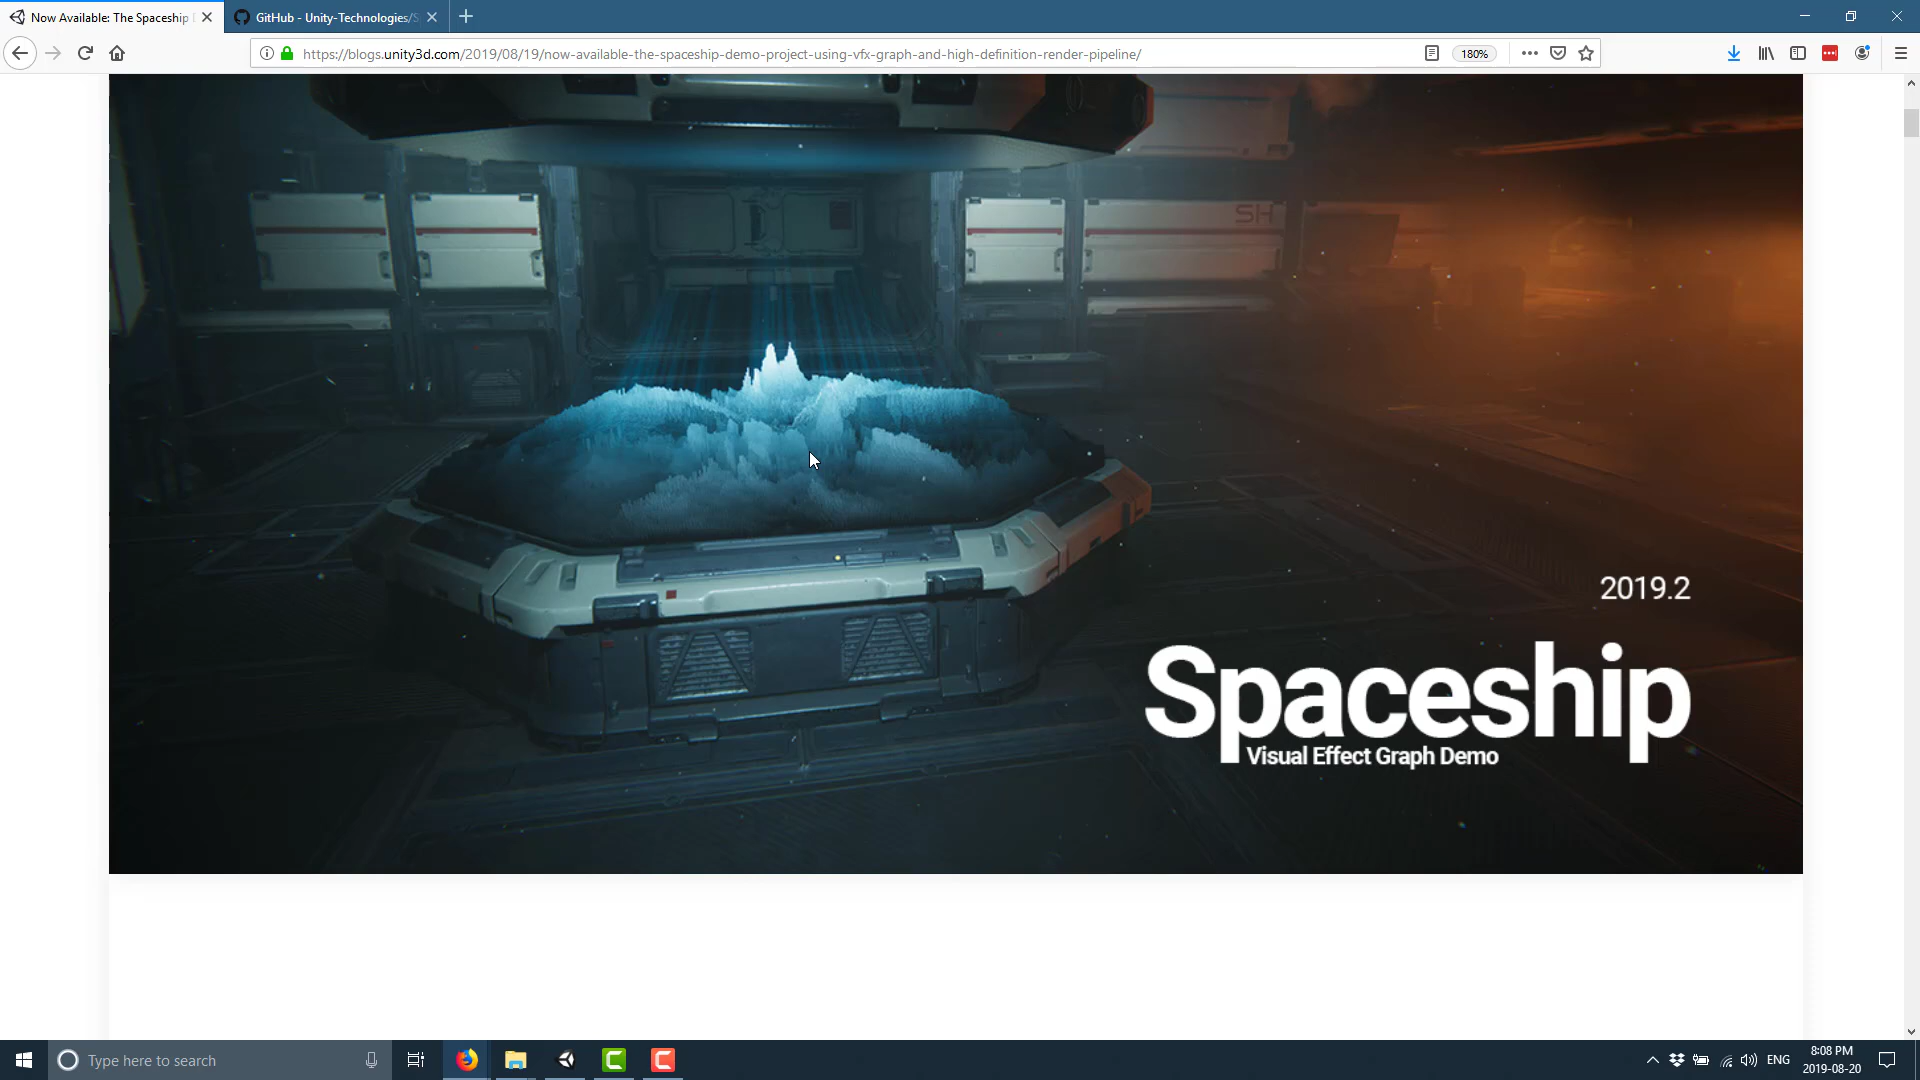 Now Available: The Spaceship
GitHub - Unity-Technologies/S
https://blogs.unity3d.com/2019/08/19/now-available-the-spaceship-demo-project-using-vfx-graph-and-high-definition-render-pipeline/
180%
SH
2019.2
Spaceship
Visual Effect Graph Demo
Type here to search
ENG
8:08 PM
2019-08-20